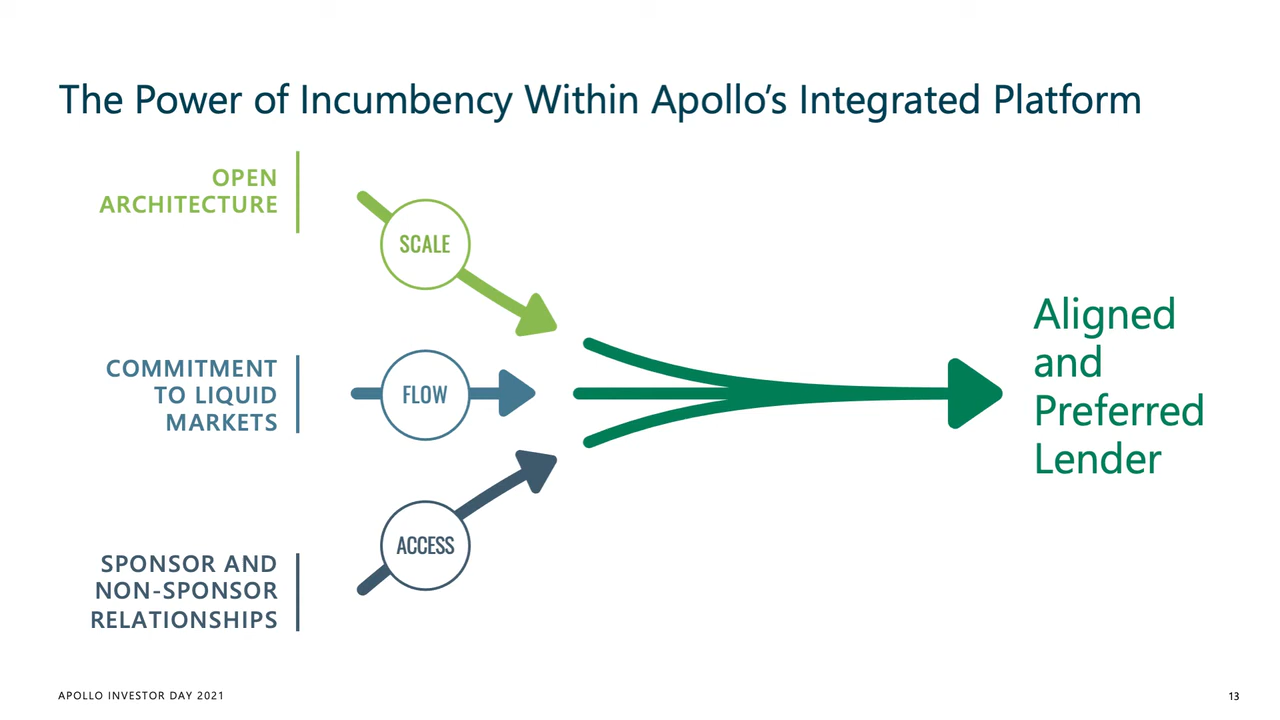 The Power of Incumbency Within Apollo’s Integrated Platform
OPEN
ARCHITECTURE
SCALE
COMMITMENT
TO LIQUID
MARKETS
FLOW
SPONSOR AND
NON-SPONSOR
RELATIONSHIPS
ACCESS
Aligned
and
Preferred
Lender
APOLLO INVESTOR DAY 2021
13